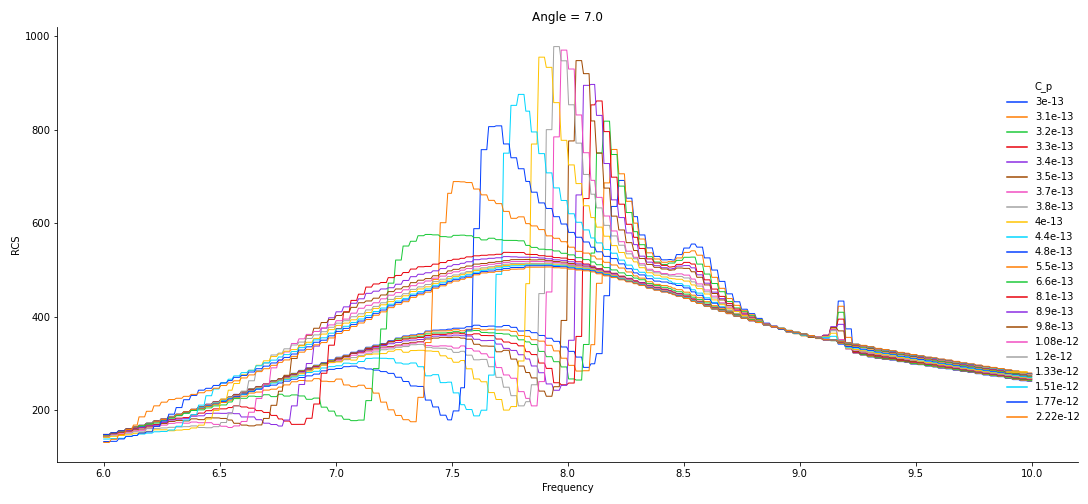 Angle = 7.0
1000
800
600
400
200
RCS
6.0 6.5 7.0 7.5 8.0 8.5 9.0 9.5 10.0
Frequency
C_p
3e-13
3.1e-13
3.2e-13
3.3e-13
3.4e-13
3.5e-13
3.7e-13
3.8e-13
4e-13
4.4e-13
4.8e-13
5.5e-13
6.6e-13
8.1e-13
8.9e-13
9.8e-13
1.08e-12
1.2e-12
1.33e-12
1.51e-12
1.77e-12
2.22e-12